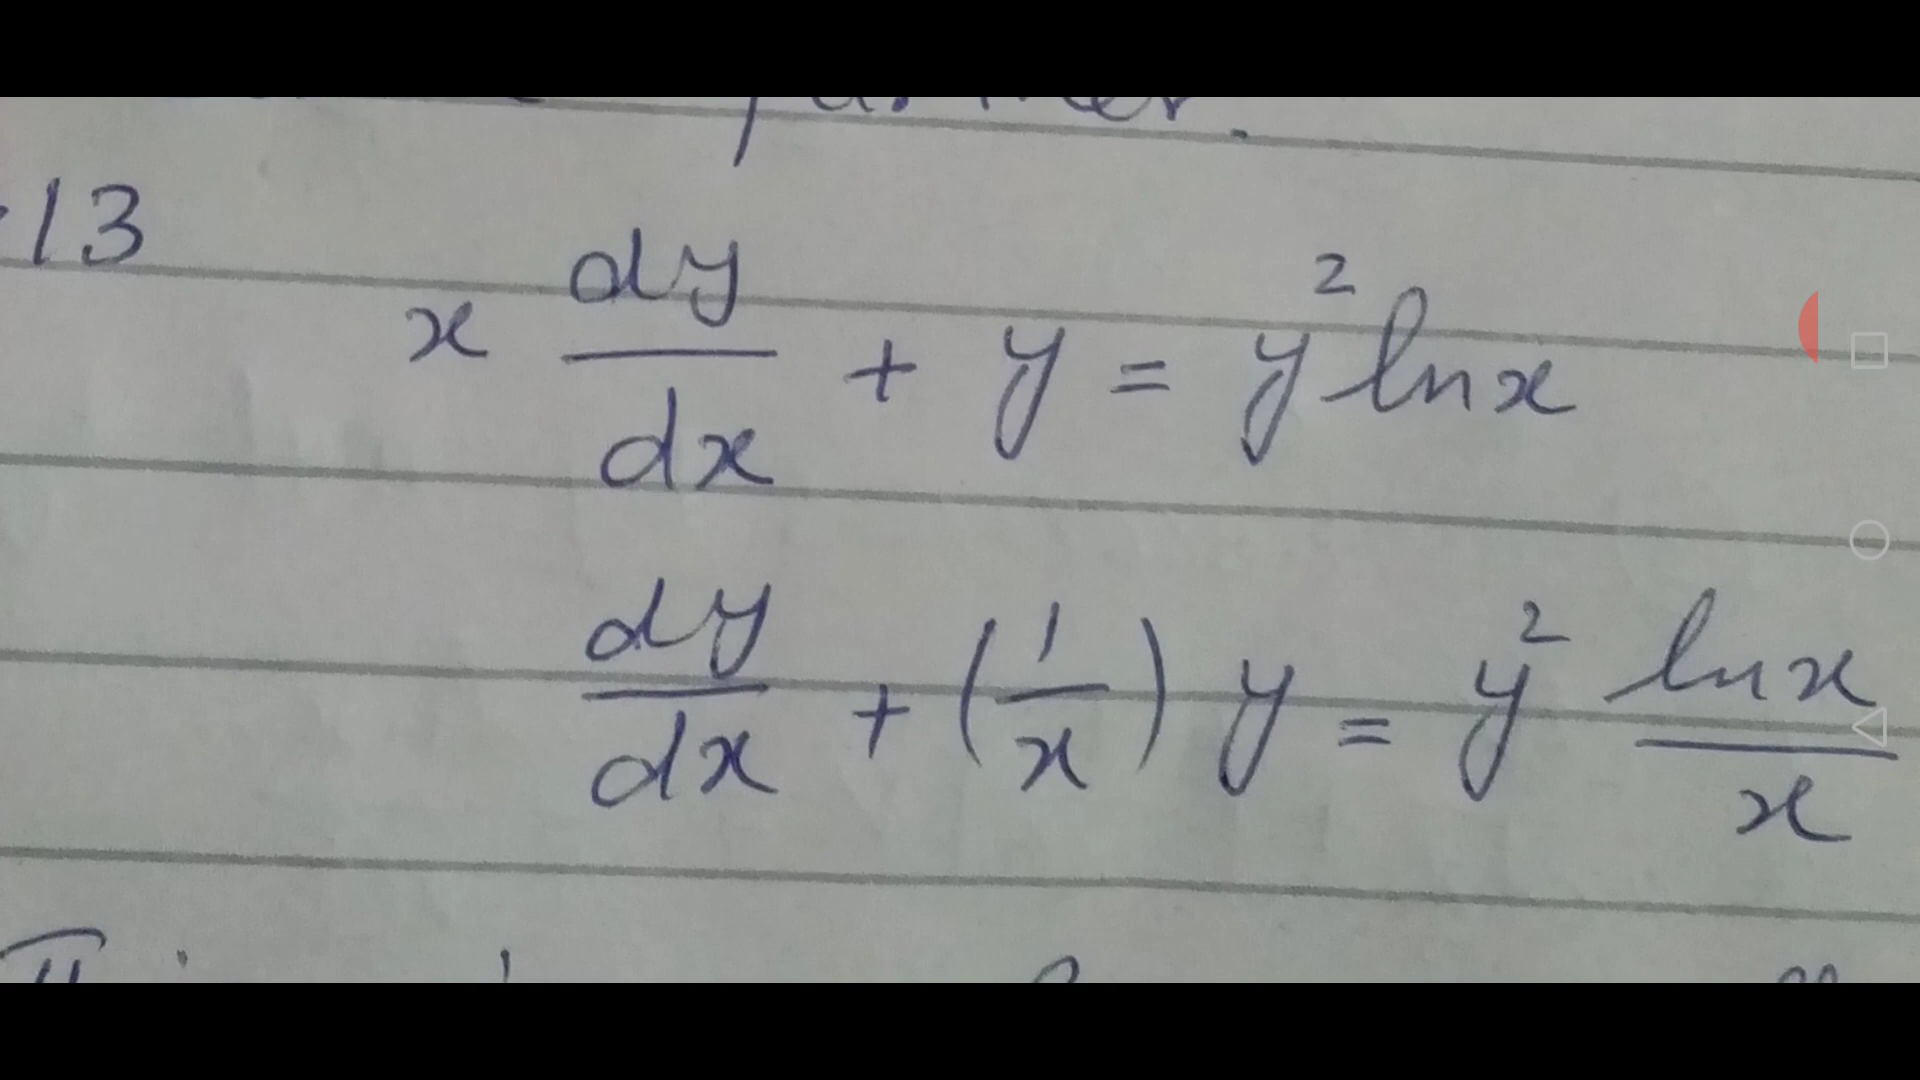 13
x dy/dx + y = y² ln x
dy/dx + (1/x) y = y² ln x/x